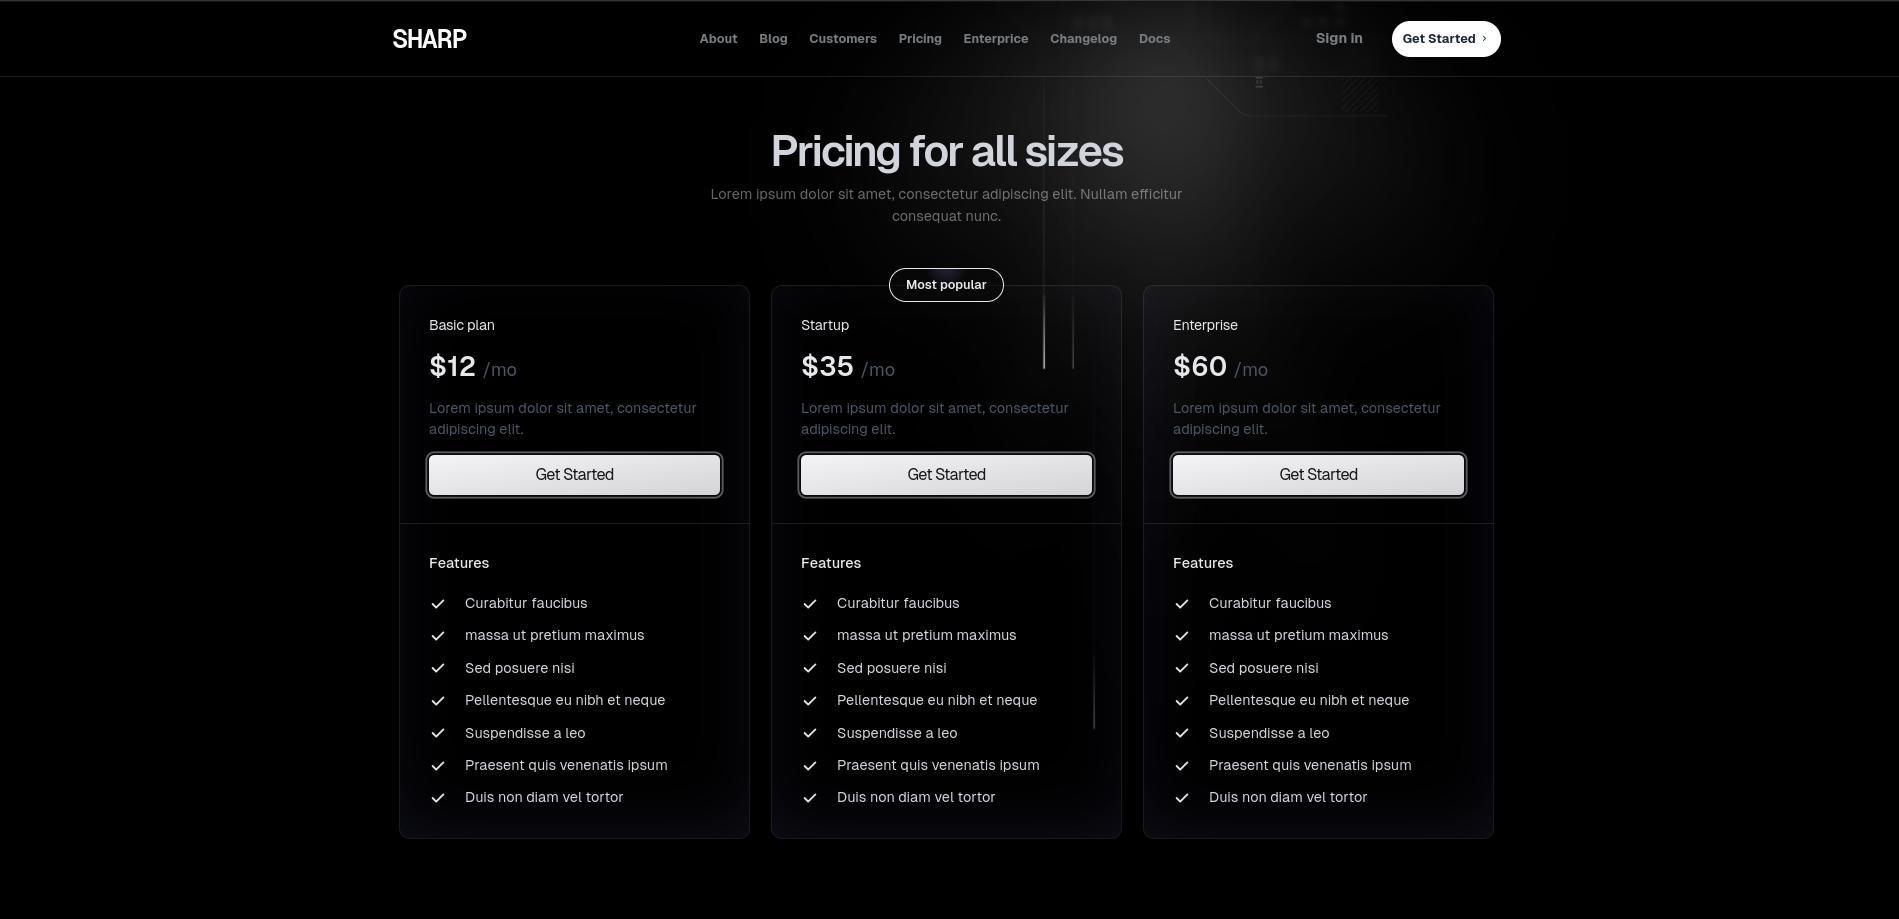 SHARP
About
Blog
Customers
Pricing
Enterprice
Changelog
Docs
Sign in
Get Started ›
Pricing for all sizes
Lorem ipsum dolor sit amet, consectetur adipiscing elit. Nullam efficitur
consequat nunc.
Basic plan
$12 /mo
Lorem ipsum dolor sit amet, consectetur
adipiscing elit.
Get Started
Features
Curabitur faucibus
massa ut pretium maximus
Sed posuere nisi
Pellentesque eu nibh et neque
Suspendisse a leo
Praesent quis venenatis ipsum
Duis non diam vel tortor
Most popular
Startup
$35 /mo
Lorem ipsum dolor sit amet, consectetur
adipiscing elit.
Get Started
Features
Curabitur faucibus
massa ut pretium maximus
Sed posuere nisi
Pellentesque eu nibh et neque
Suspendisse a leo
Praesent quis venenatis ipsum
Duis non diam vel tortor
Enterprise
$60 /mo
Lorem ipsum dolor sit amet, consectetur
adipiscing elit.
Get Started
Features
Curabitur faucibus
massa ut pretium maximus
Sed posuere nisi
Pellentesque eu nibh et neque
Suspendisse a leo
Praesent quis venenatis ipsum
Duis non diam vel tortor